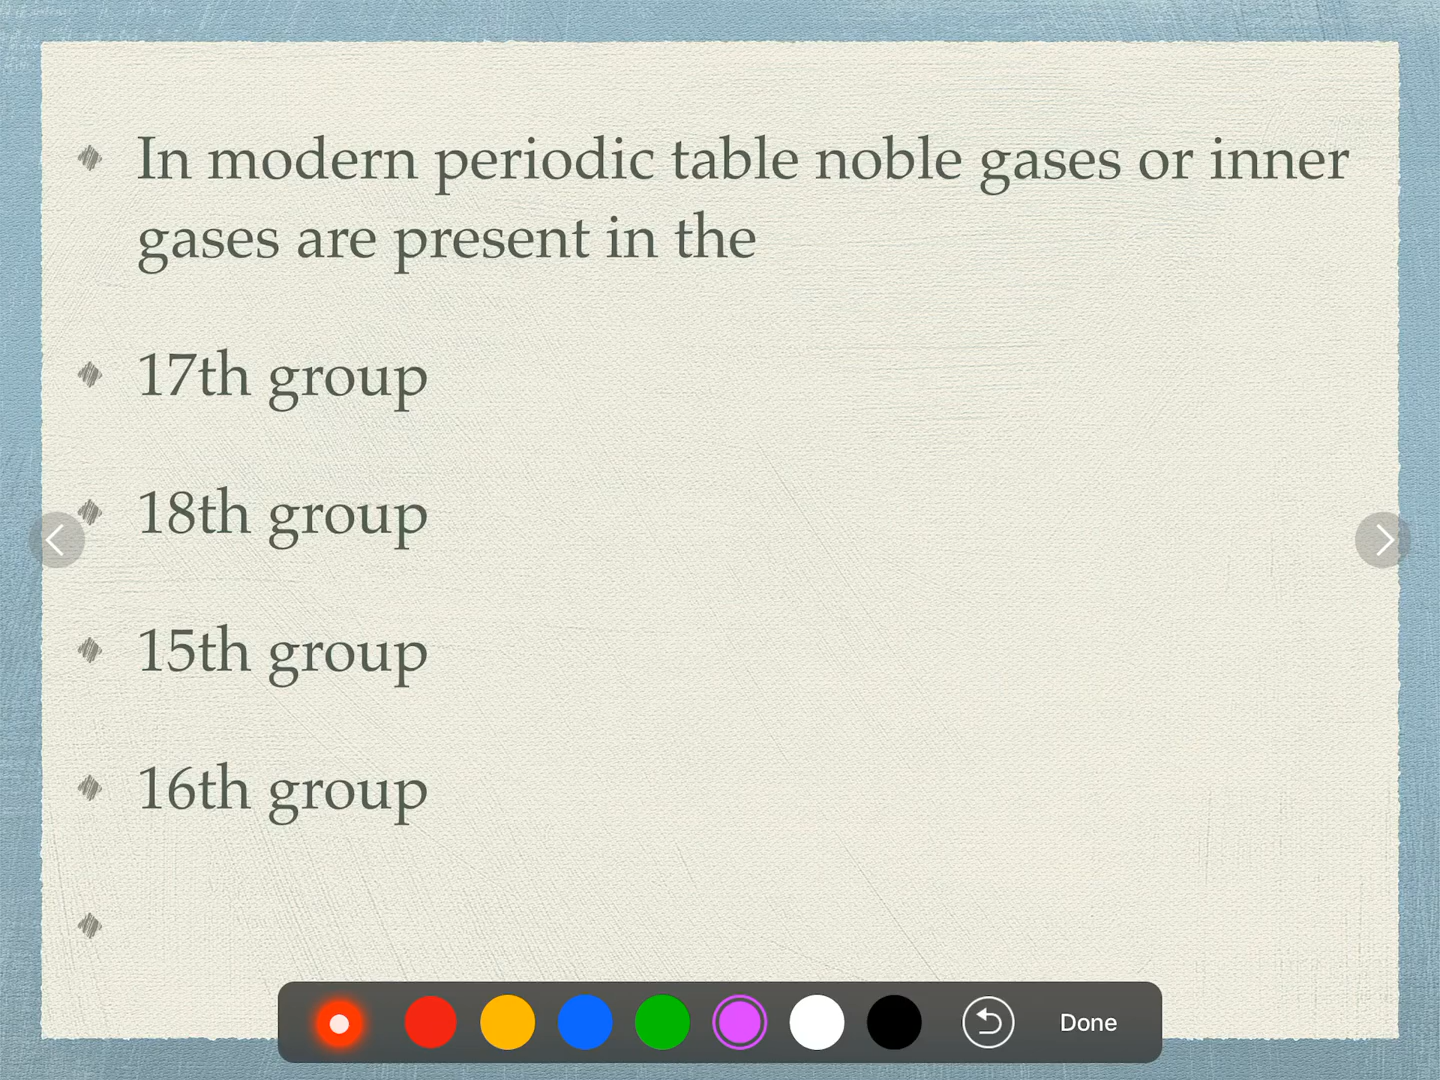 In modern periodic table noble gases or inner
gases are present in the
17th group
18th group
15th group
16th group
Done